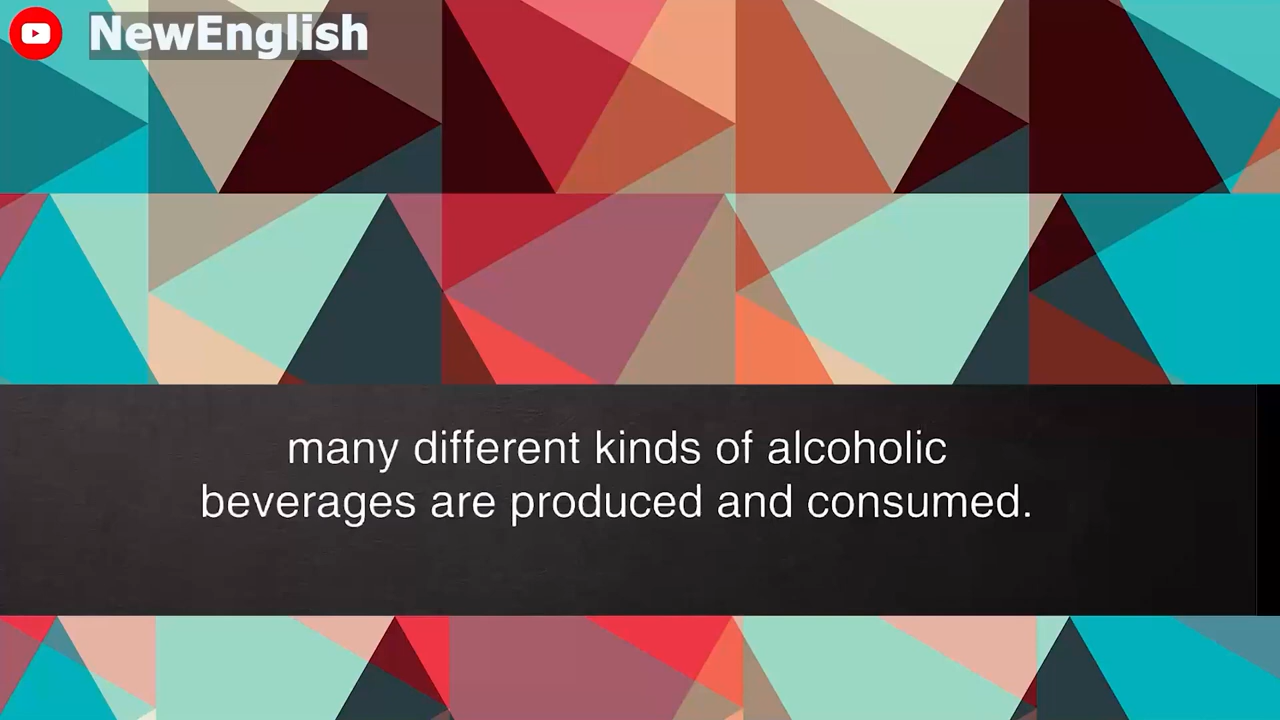 NewEnglish
many different kinds of alcoholic
beverages are produced and consumed.